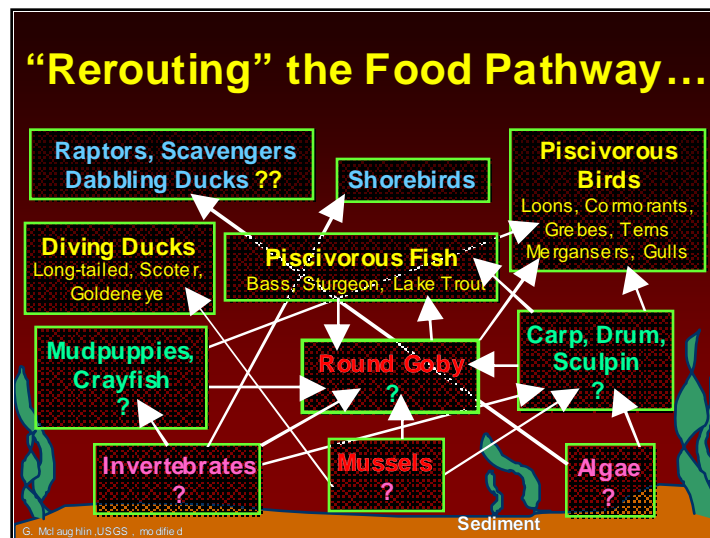 “Rerouting” the Food Pathway…
Raptors, Scavengers
Dabbling Ducks ??
Shorebirds
Piscivorous
Birds
Loons, Cormorants,
Grebes, Terns
Mergansers, Gulls
Diving Ducks
Long-tailed, Scoter,
Goldeneye
Piscivorous Fish
Bass, Sturgeon, Lake Trout
Mudpuppies,
Crayfish
?
Round Goby
?
Carp, Drum,
Sculpin
?
Invertebrates
?
Mussels
?
Algae
?
Sediment
G. McLaughlin,USGS , modified